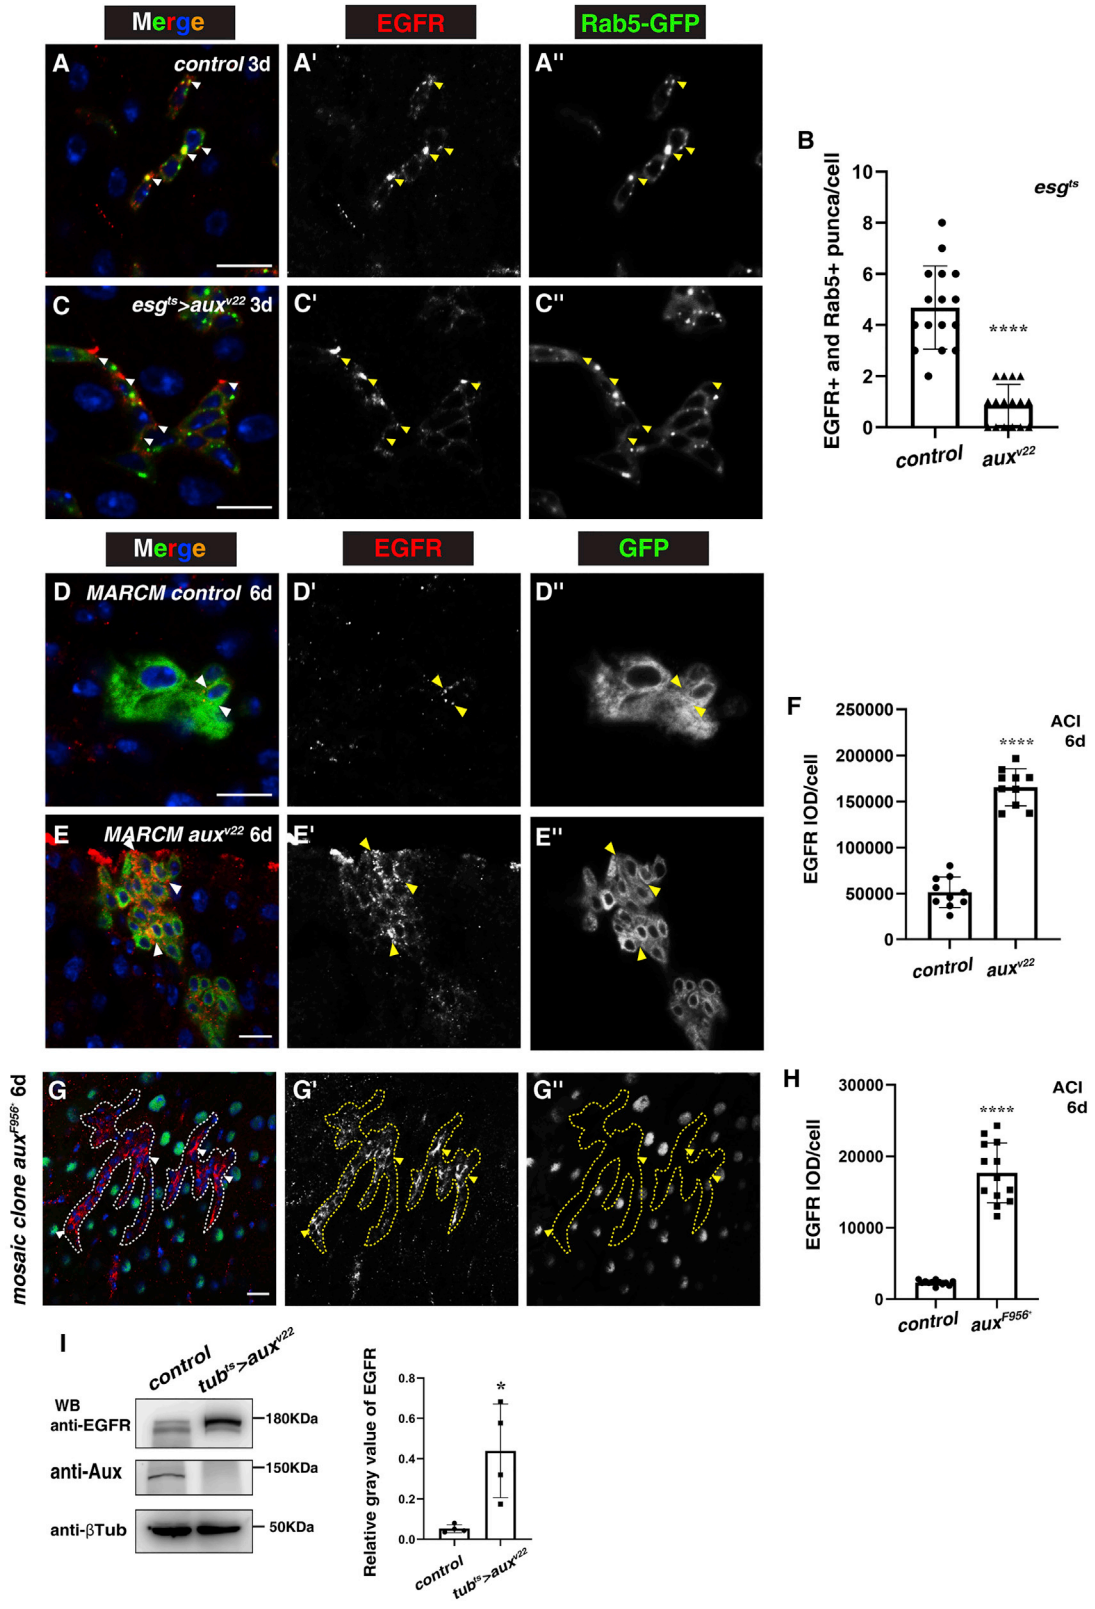 Merge
EGFR
Rab5-GFP
A
control 3d
A'
A''
B
10
8
6
4
2
0
EGFR+ and Rab5+ punca/cell
esgts
****
control
auxv22
C
esgts>auxv22 3d
C'
C''
Merge
EGFR
GFP
D
MARCM control 6d
D'
D''
E
MARCM auxv22 6d
E'
E''
F
250000
200000
150000
100000
50000
0
EGFR IOD/cell
ACI
6d
****
control
auxv22
mosaic clone auxF956* 6d
G
G'
G''
H
30000
20000
10000
0
EGFR IOD/cell
ACI
6d
****
control
auxF956*
I
control
tubts>auxv22
WB
anti-EGFR
180KDa
anti-Aux
150KDa
anti-βTub
50KDa
Relative gray value of EGFR
0.8
0.6
0.4
0.2
0.0
*
control
tubts>auxv22